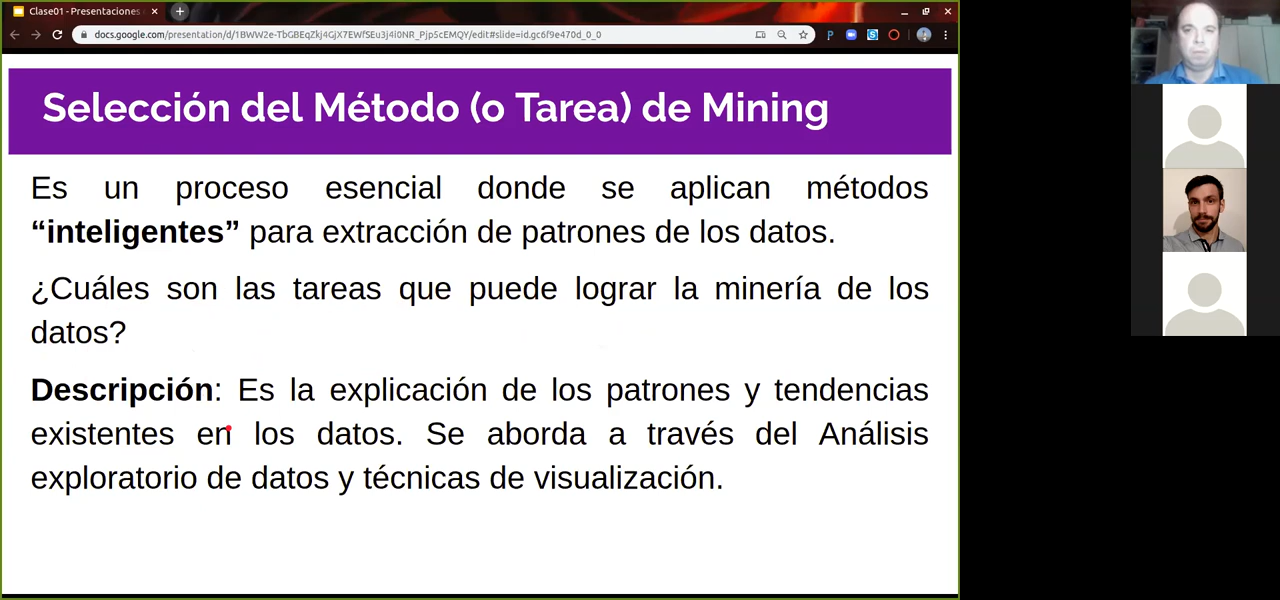 Clase01 - Presentaciones
docs.google.com/presentation/d/1BWW2e-TbGBEqZkj4GJX7EWfSEu3j4i0NR_PjpScEMQY/edit#slide=id.gc6f9e470d_0_0
Selección del Método (o Tarea) de Mining
Es un proceso esencial donde se aplican métodos
“inteligentes” para extracción de patrones de los datos.
¿Cuáles son las tareas que puede lograr la minería de los
datos?
Descripción: Es la explicación de los patrones y tendencias
existentes en los datos. Se aborda a través del Análisis
exploratorio de datos y técnicas de visualización.